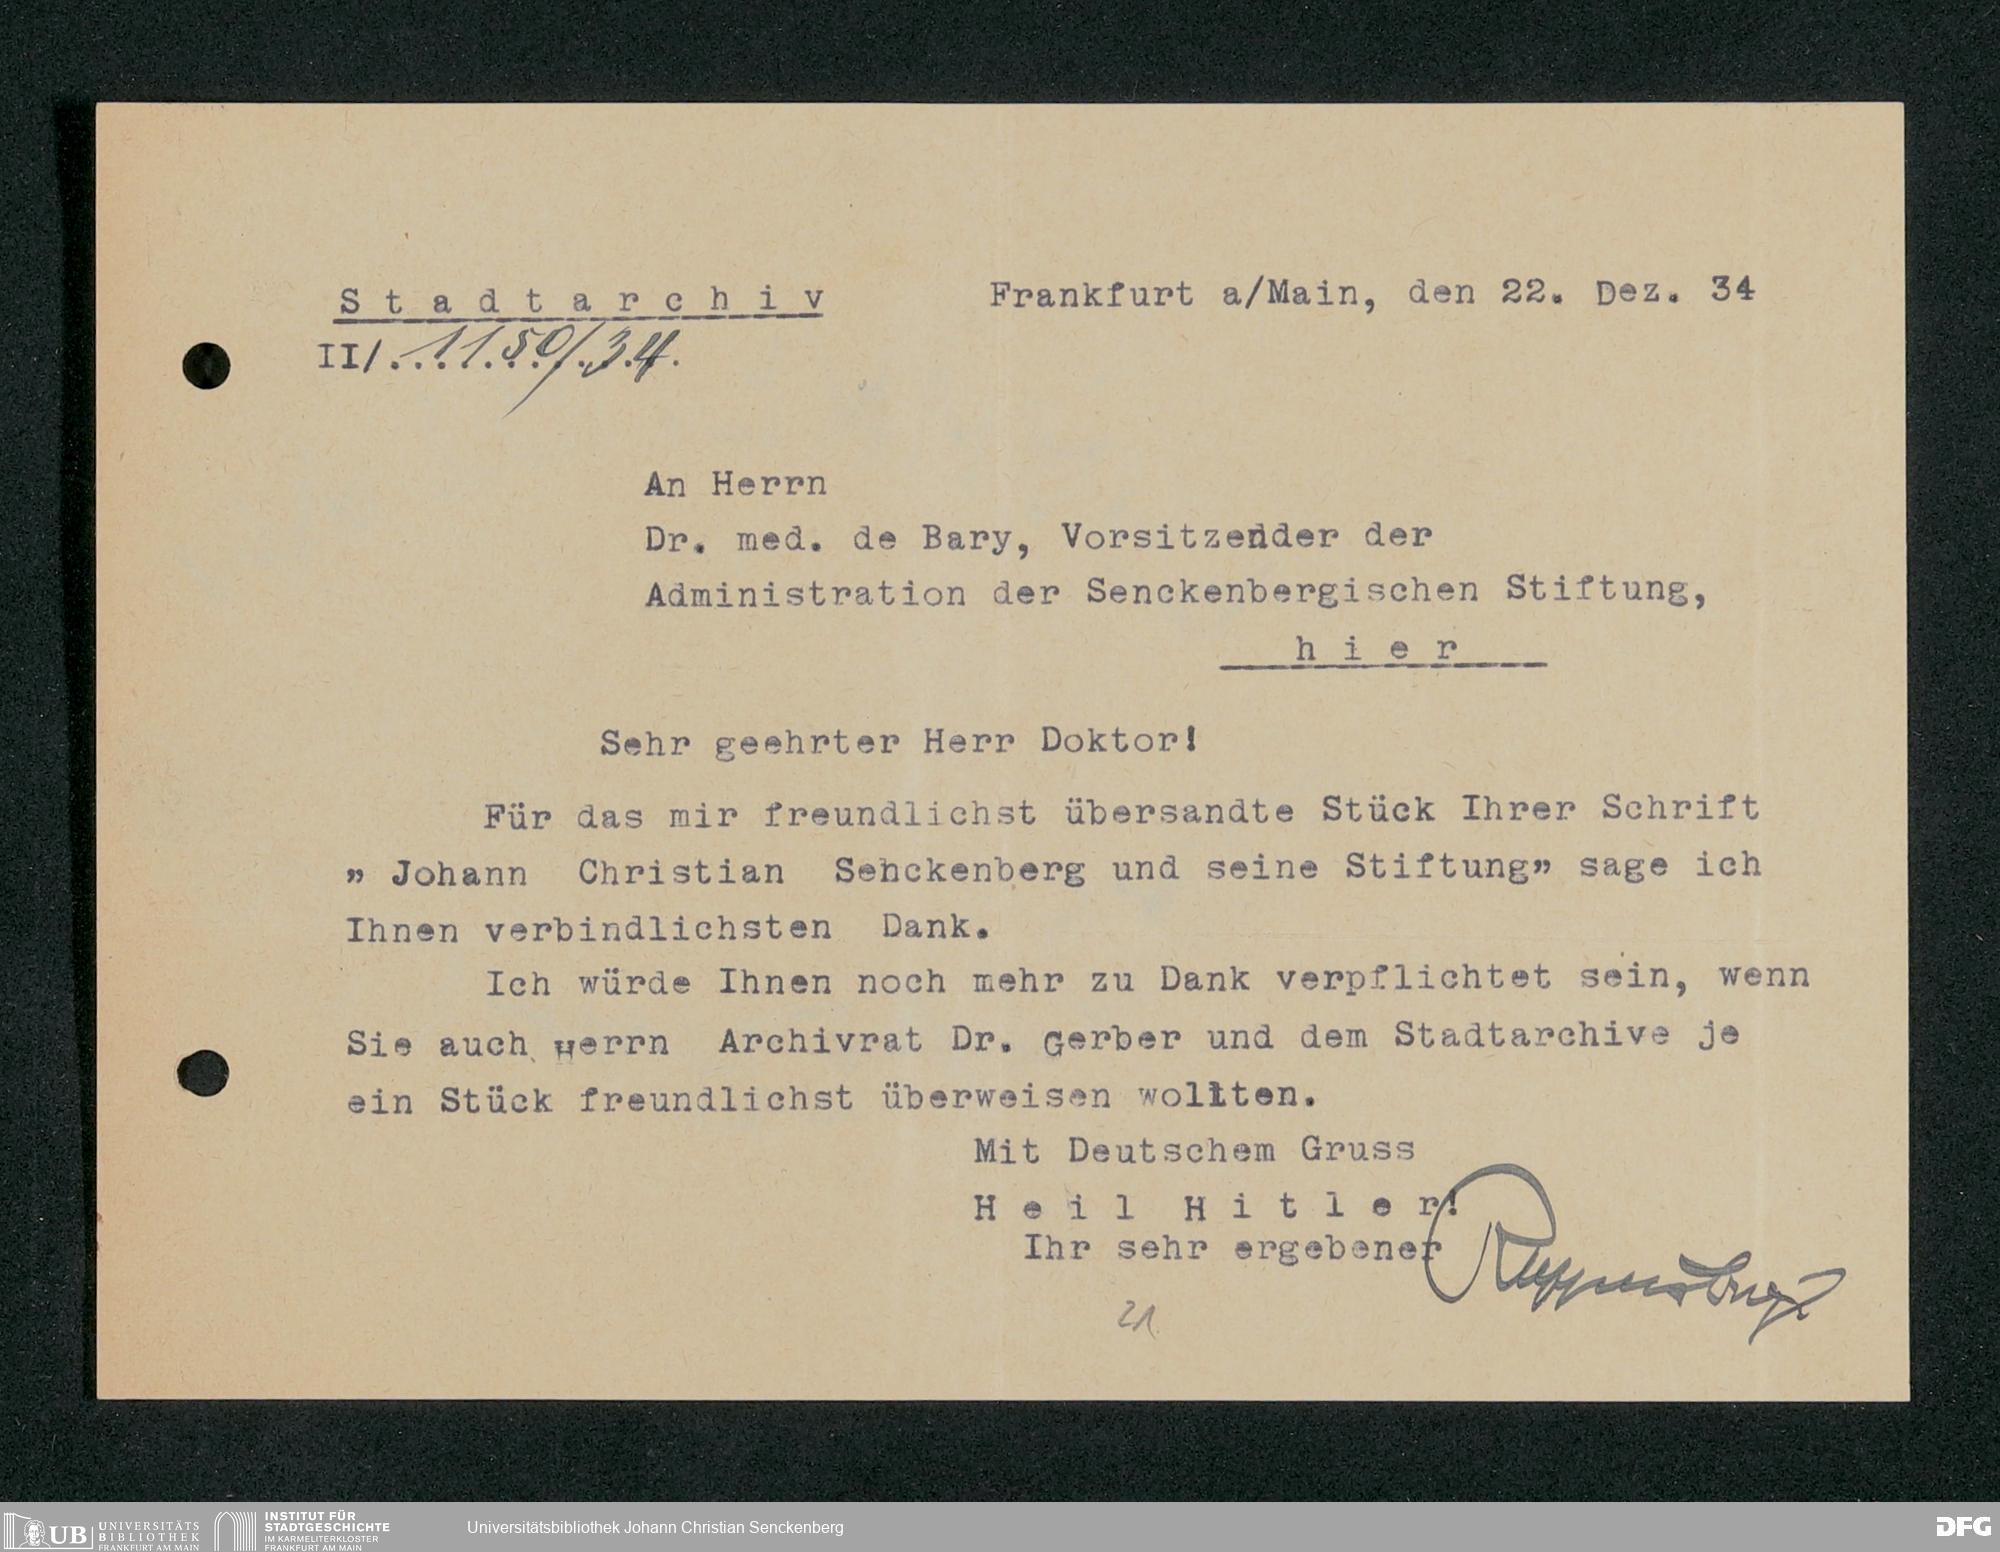 Stadtarchiv
Frankfurt a/Main, den 22. Dez. 34
II/.1150/34.
An Herrn
Dr. med. de Bary, Vorsitzender der
Administration der Senckenbergischen Stiftung,
hier
Sehr geehrter Herr Doktor!
Für das mir freundlichst übersandte Stück Ihrer Schrift
" Johann Christian Senckenberg und seine Stiftung" sage ich
Ihnen verbindlichsten Dank.
Ich würde Ihnen noch mehr zu Dank verpflichtet sein, wenn
Sie auch Herrn Archivrat Dr. Gerber und dem Stadtarchive je
ein Stück freundlichst überweisen wollten.
Mit Deutschem Gruss
Heil Hitler!
Ihr sehr ergebener
UB UNIVERSITÄTS
BIBLIOTHEK
FRANKFURT AM MAIN
INSTITUT FÜR
STADTGESCHICHTE
IM KARMELITERKLOSTER
FRANKFURT AM MAIN
Universitätsbibliothek Johann Christian Senckenberg
DFG